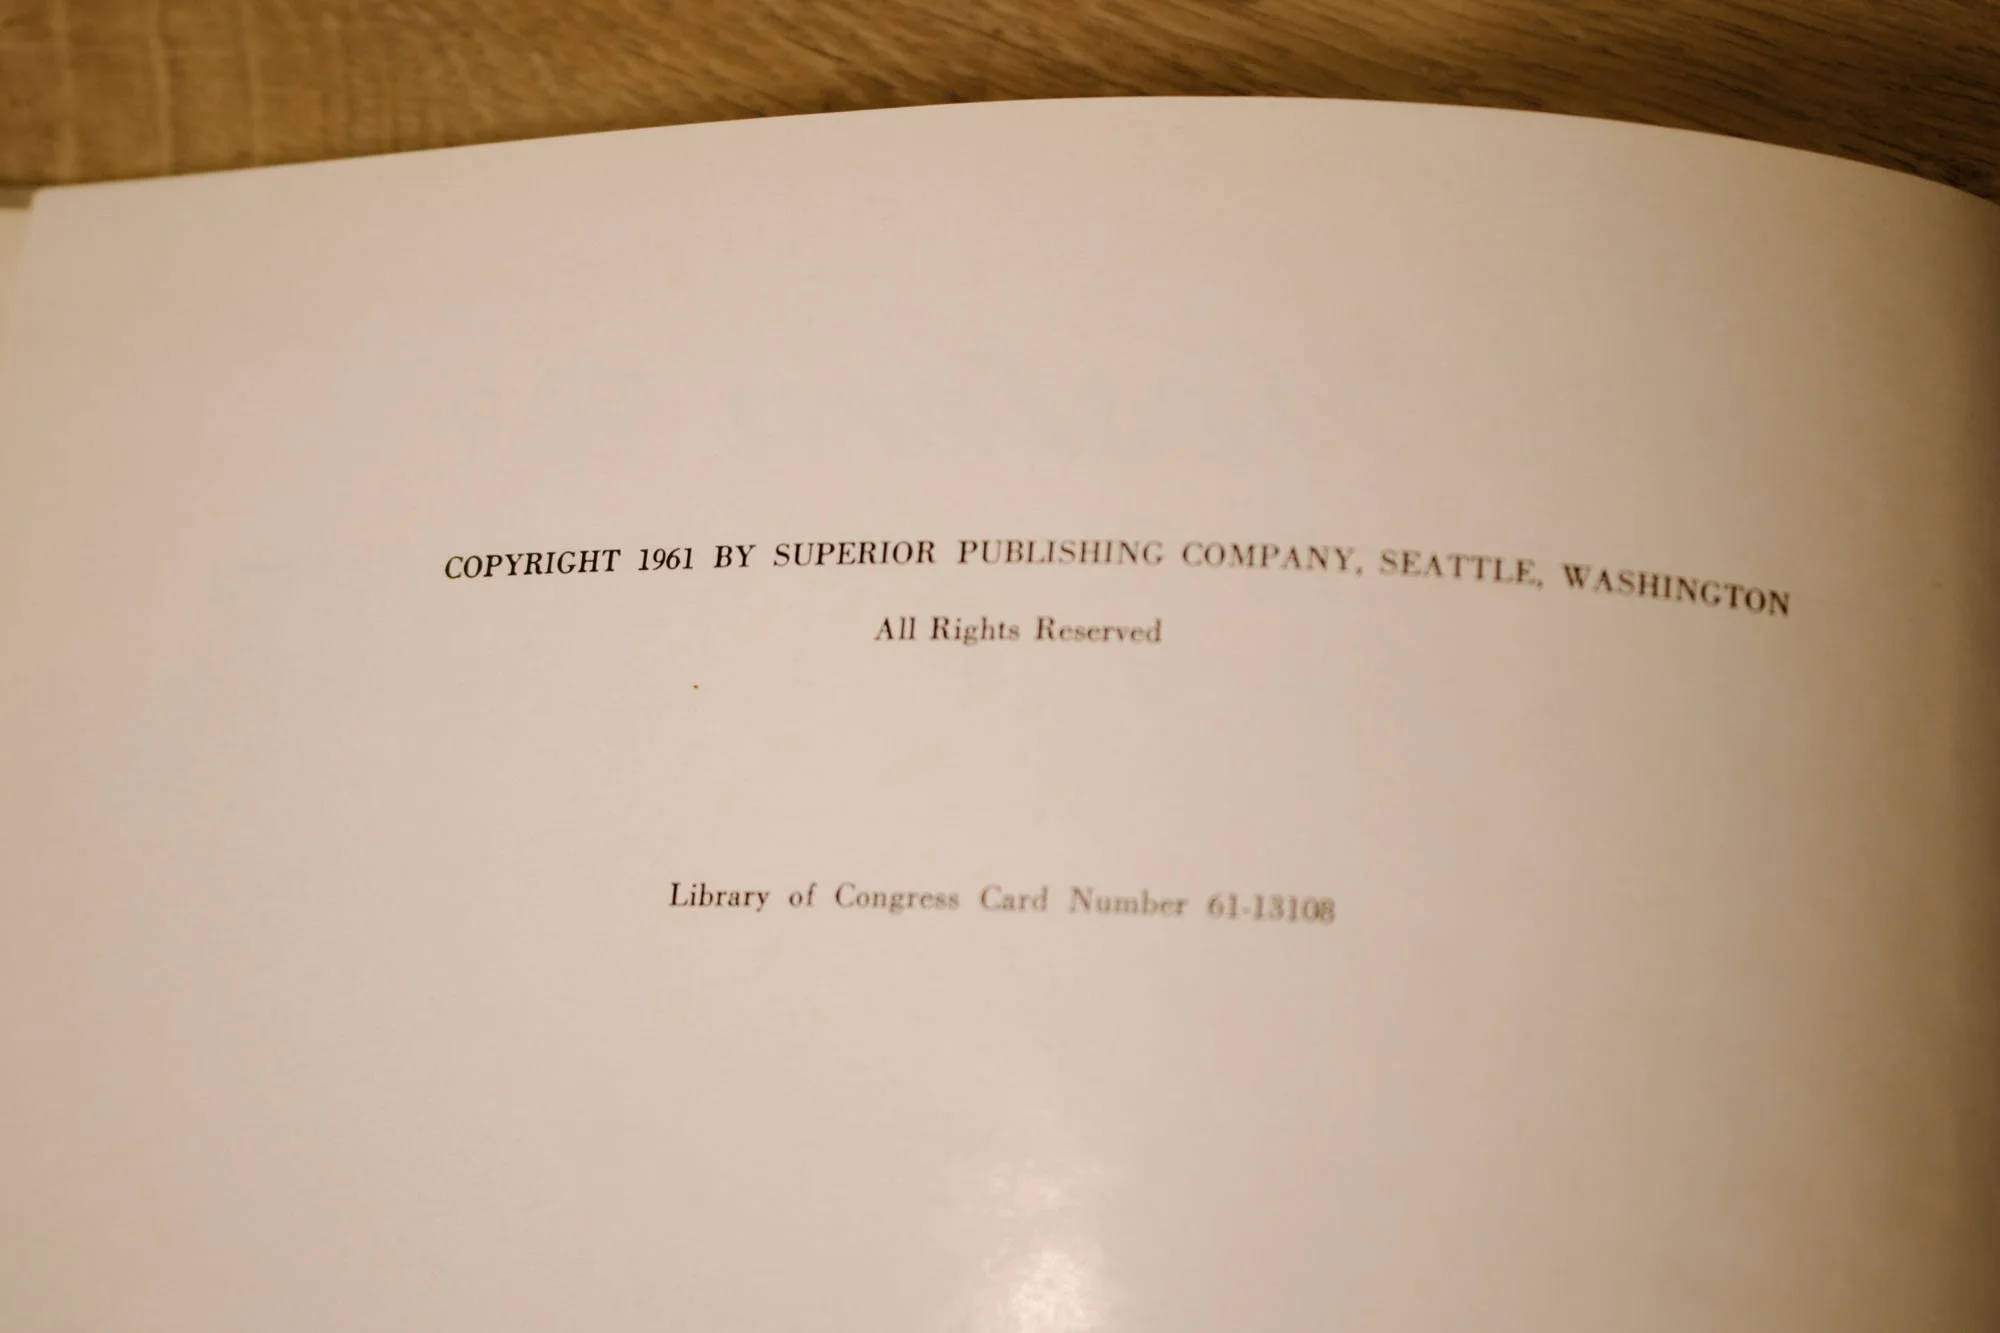 COPYRIGHT 1961 BY SUPERIOR PUBLISHING COMPANY, SEATTLE, WASHINGTON
All Rights Reserved
Library of Congress Card Number 61-13108